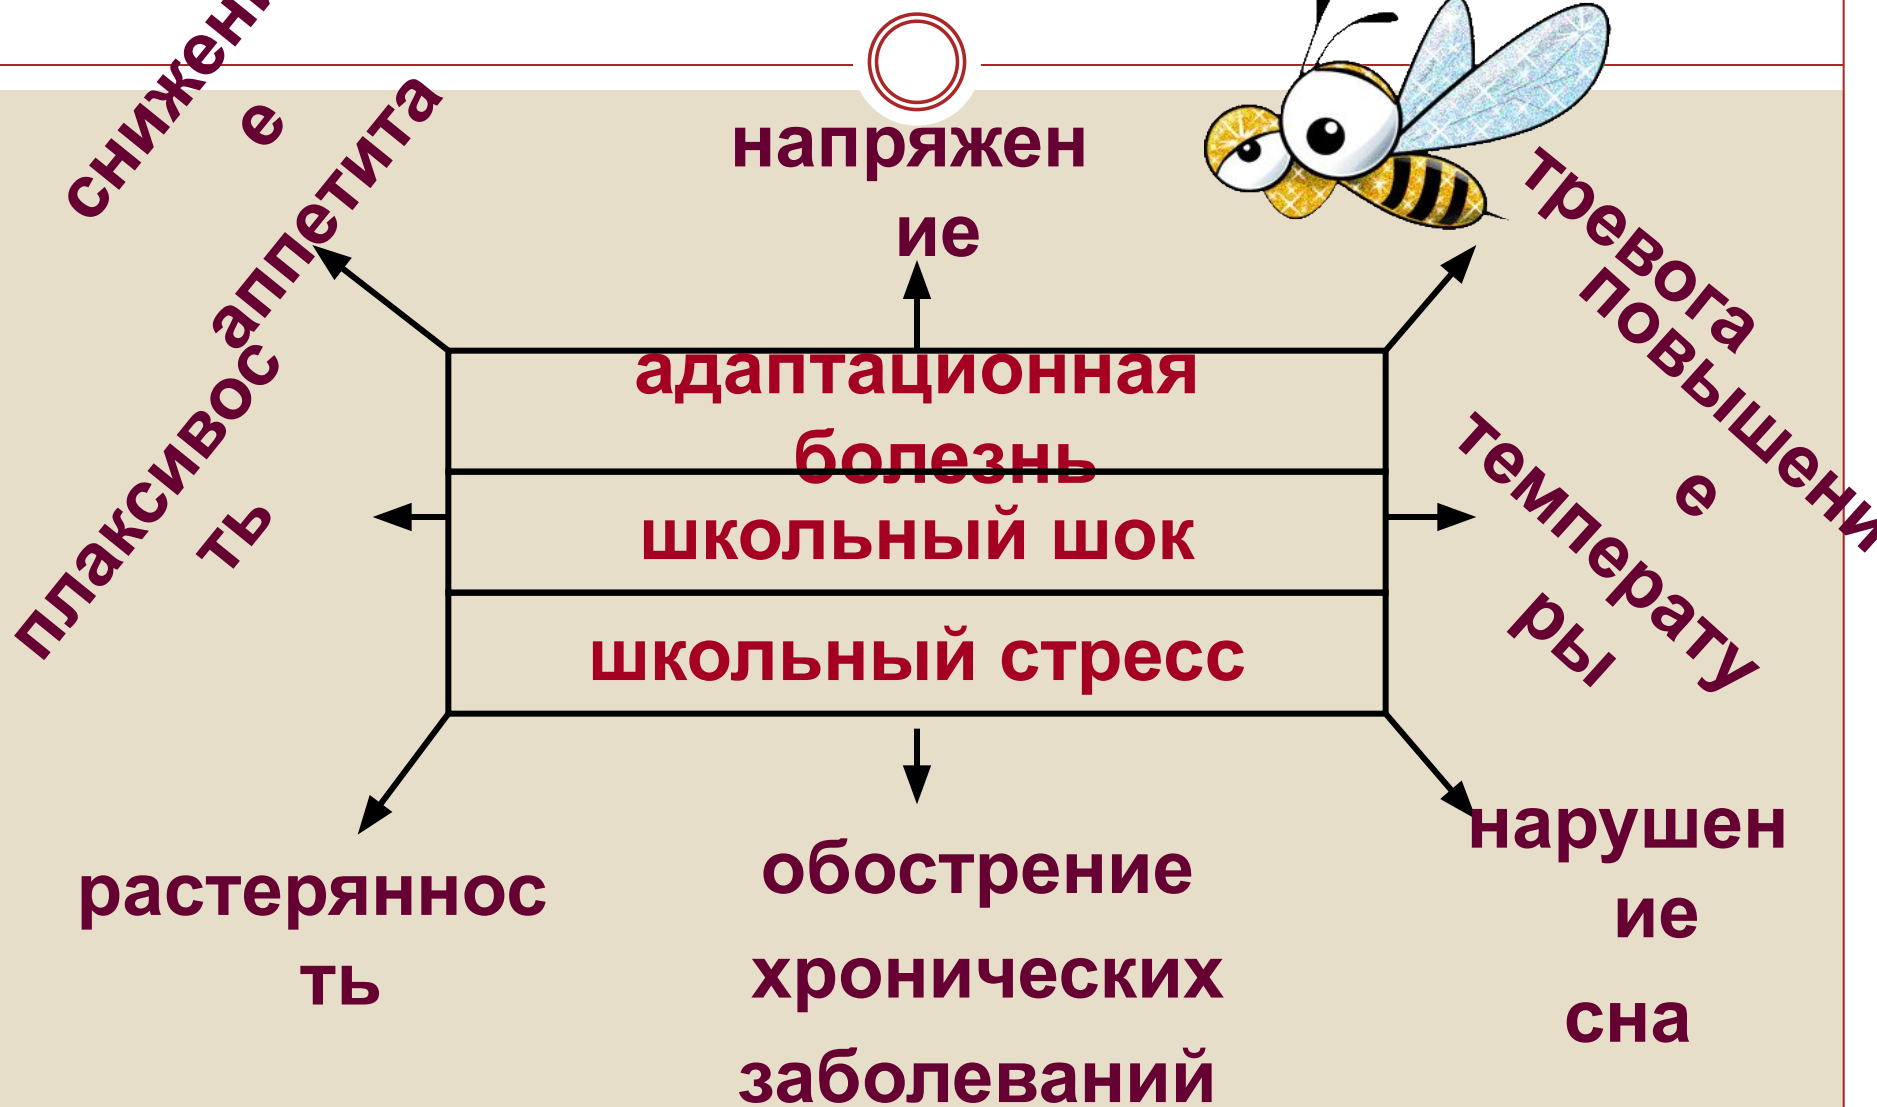 снижени
е
аппетита
напряжен
ие
тревога
повышени
е
температу
ры
плаксивос
ть
адаптационная
болезнь
школьный шок
школьный стресс
растеряннос
ть
обострение
хронических
заболеваний
нарушен
ие
сна